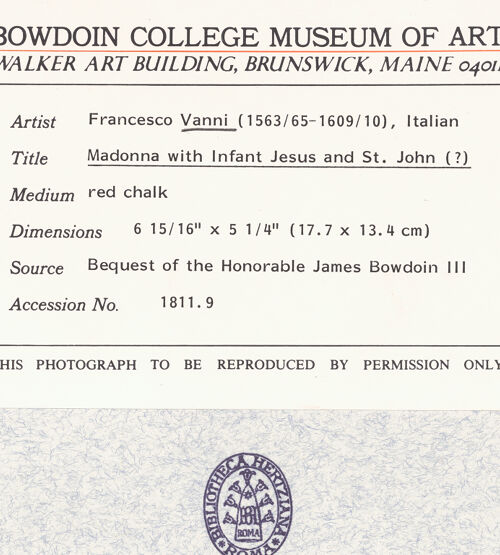 BOWDOIN COLLEGE MUSEUM OF ART
WALKER ART BUILDING, BRUNSWICK, MAINE 04011
Artist Francesco Vanni (1563/65-1609/10), Italian
Title Madonna with Infant Jesus and St. John (?)
Medium red chalk
Dimensions 6 15/16" x 5 1/4" (17.7 x 13.4 cm)
Source Bequest of the Honorable James Bowdoin III
Accession No. 1811.9
HIS PHOTOGRAPH TO BE REPRODUCED BY PERMISSION ONLY
BIBLIOTHECA HERTZIANA
ROMA
ROMA